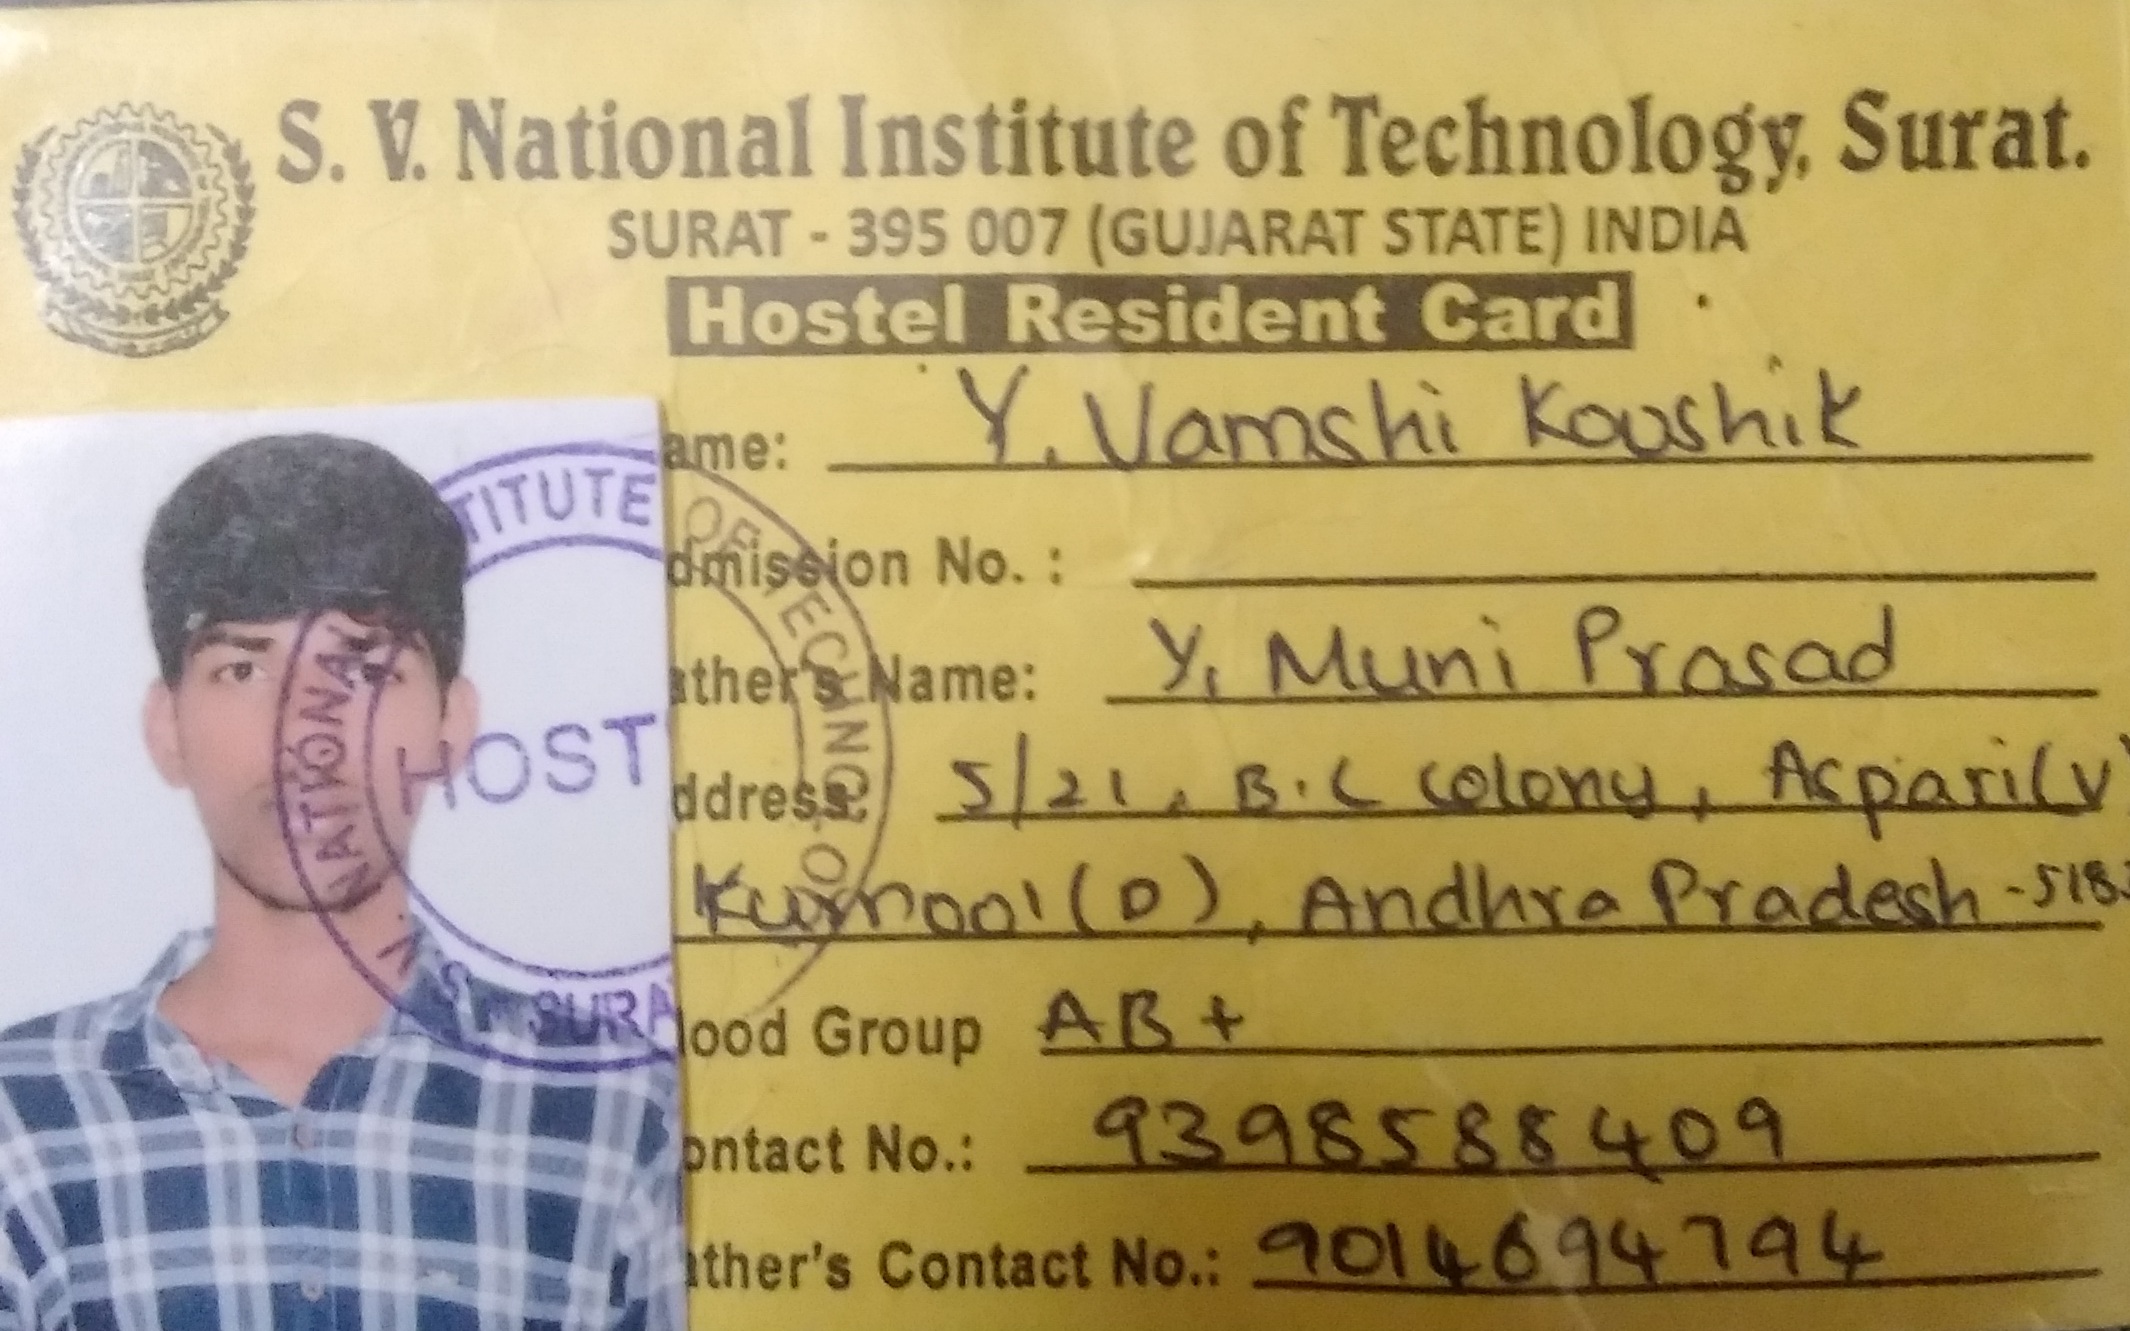 S. V. National Institute of Technology, Surat.
SURAT - 395 007 (GUJARAT STATE) INDIA
Hostel Resident Card
ame: Y. Vamshi Koushik
dmission No. :
ather's Name: Y. Muni Prasad
ddress: 5/21, B.C Colony, Aspari(V)
Kurnool(D), Andhra Pradesh -518
lood Group AB+
ontact No.: 9398588409
ather's Contact No.: 9014694794
TITUTE OF TECHNO
NATIONAL
HOST
SURA